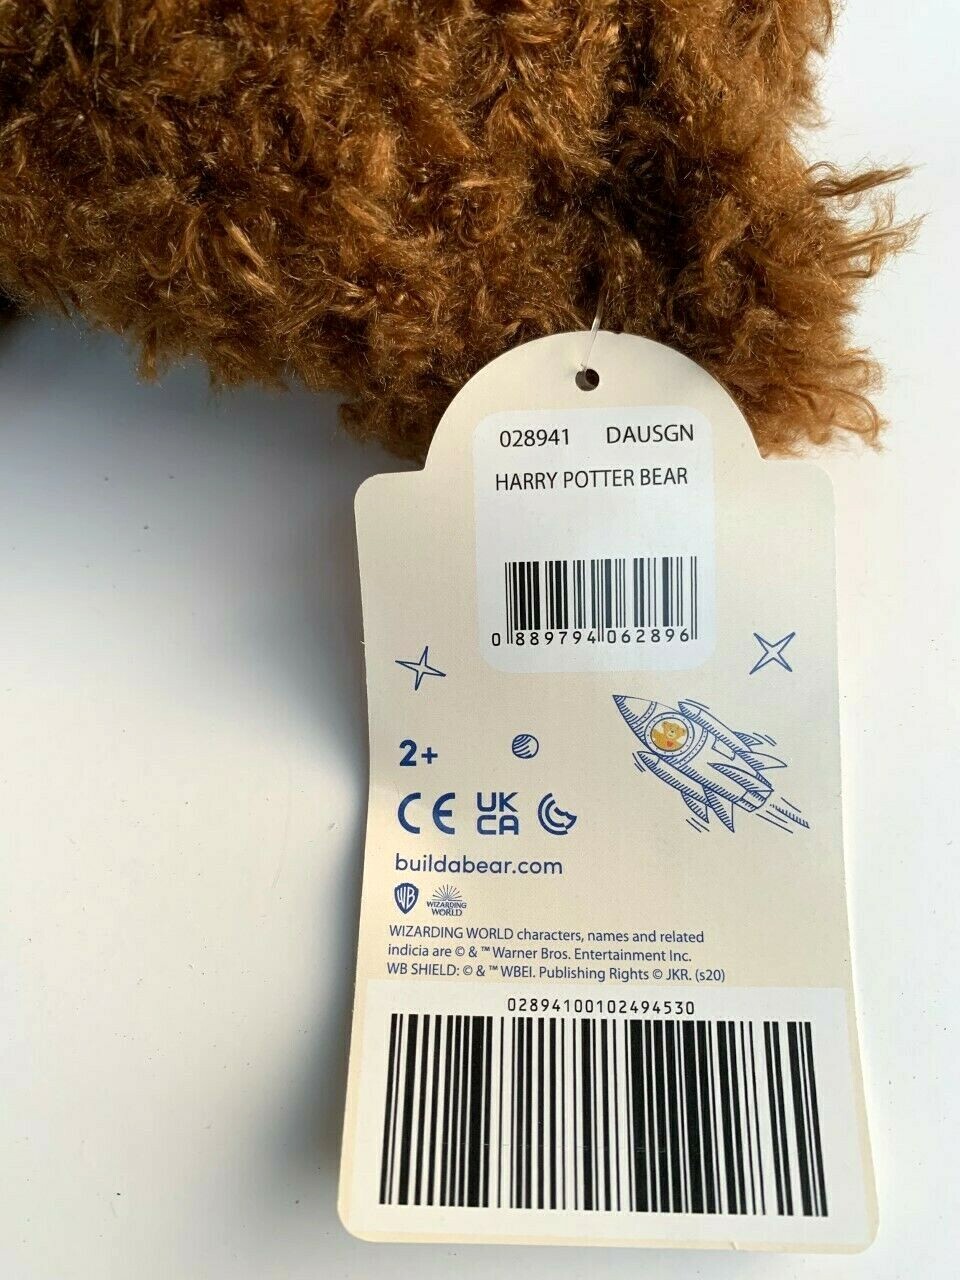 028941 DAUSGN
HARRY POTTER BEAR
0 889794 062896
2+
CE UK
CA
buildabear.com
WB WIZARDING
WORLD
WIZARDING WORLD characters, names and related
indicia are © & ™ Warner Bros. Entertainment Inc.
WB SHIELD: © & ™ WBEI. Publishing Rights © JKR. (s20)
02894100102494530